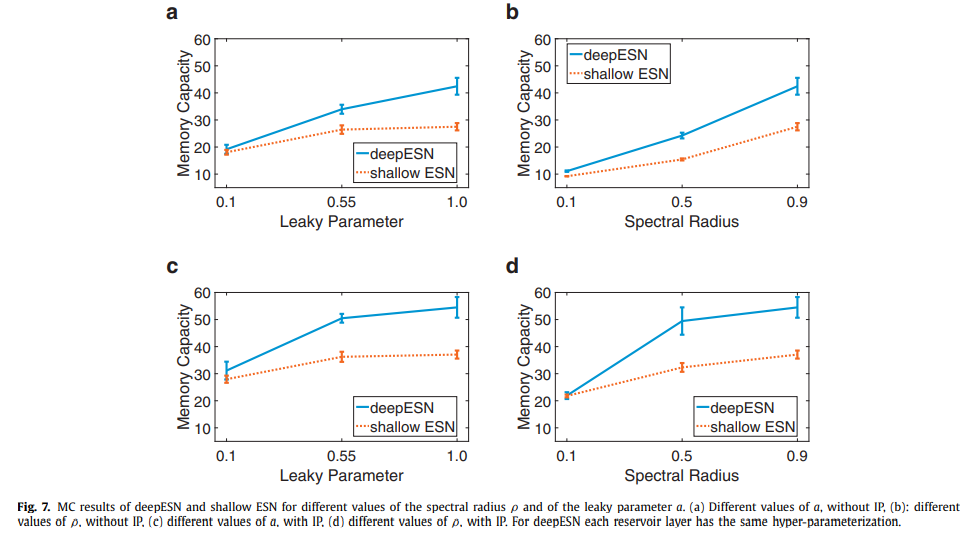 a
60
50
40
30
20
10
Memory Capacity
deepESN
shallow ESN
0.1 0.55 1.0
Leaky Parameter
b
60
50
40
30
20
10
Memory Capacity
deepESN
shallow ESN
0.1 0.5 0.9
Spectral Radius
c
60
50
40
30
20
10
Memory Capacity
deepESN
shallow ESN
0.1 0.55 1.0
Leaky Parameter
d
60
50
40
30
20
10
Memory Capacity
deepESN
shallow ESN
0.1 0.5 0.9
Spectral Radius
Fig. 7. MC results of deepESN and shallow ESN for different values of the spectral radius ρ and of the leaky parameter a. (a) Different values of a, without IP, (b): different
values of ρ, without IP, (c) different values of a, with IP, (d) different values of ρ, with IP. For deepESN each reservoir layer has the same hyper-parameterization.